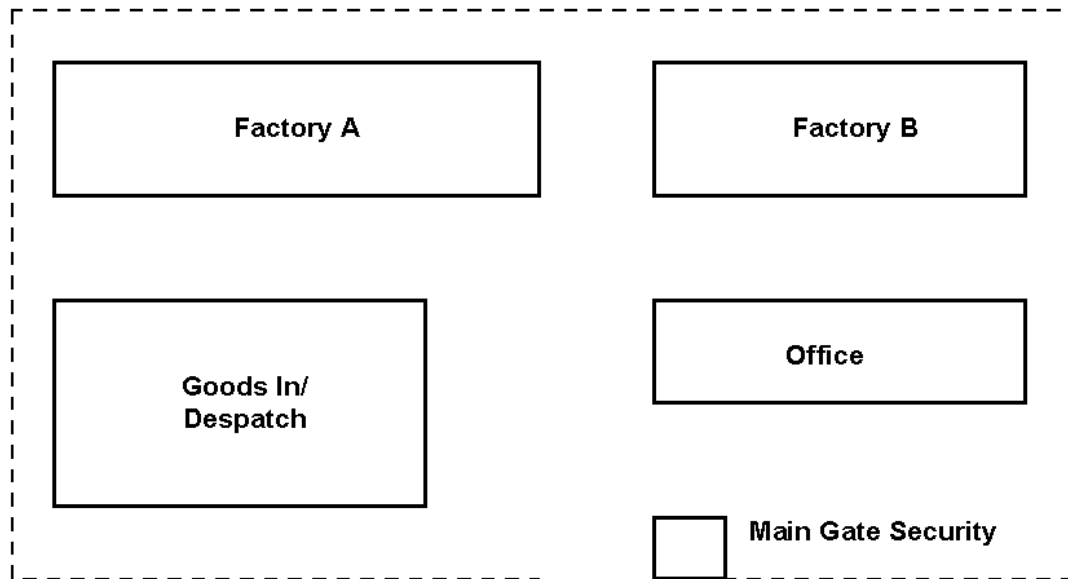 Factory A
Factory B
Office
Goods In/
Despatch
Main Gate Security